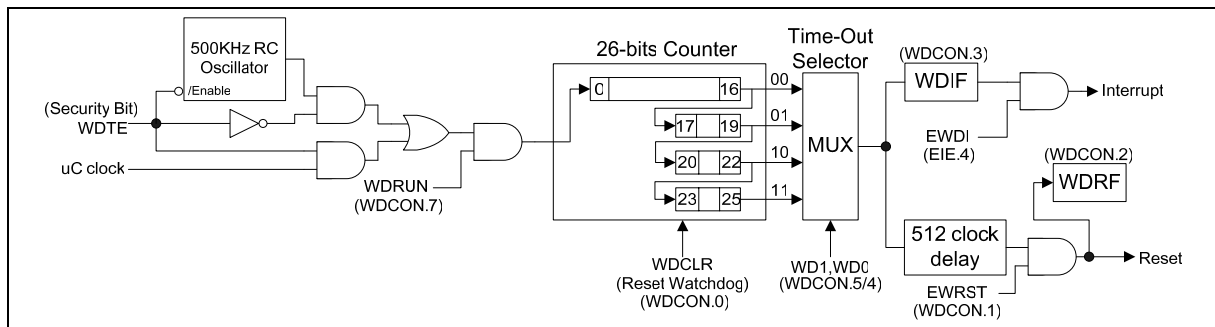 500KHz RC
Oscillator
/Enable
(Security Bit)
WDTE
uC clock
WDRUN
(WDCON.7)
26-bits Counter
0
16
17
19
20
22
23
25
00
01
10
11
WDCLR
(Reset Watchdog)
(WDCON.0)
Time-Out
Selector
MUX
WD1,WD0
(WDCON.5/4)
(WDCON.3)
WDIF
EWDI
(EIE.4)
Interrupt
(WDCON.2)
WDRF
512 clock
delay
EWRST
(WDCON.1)
Reset